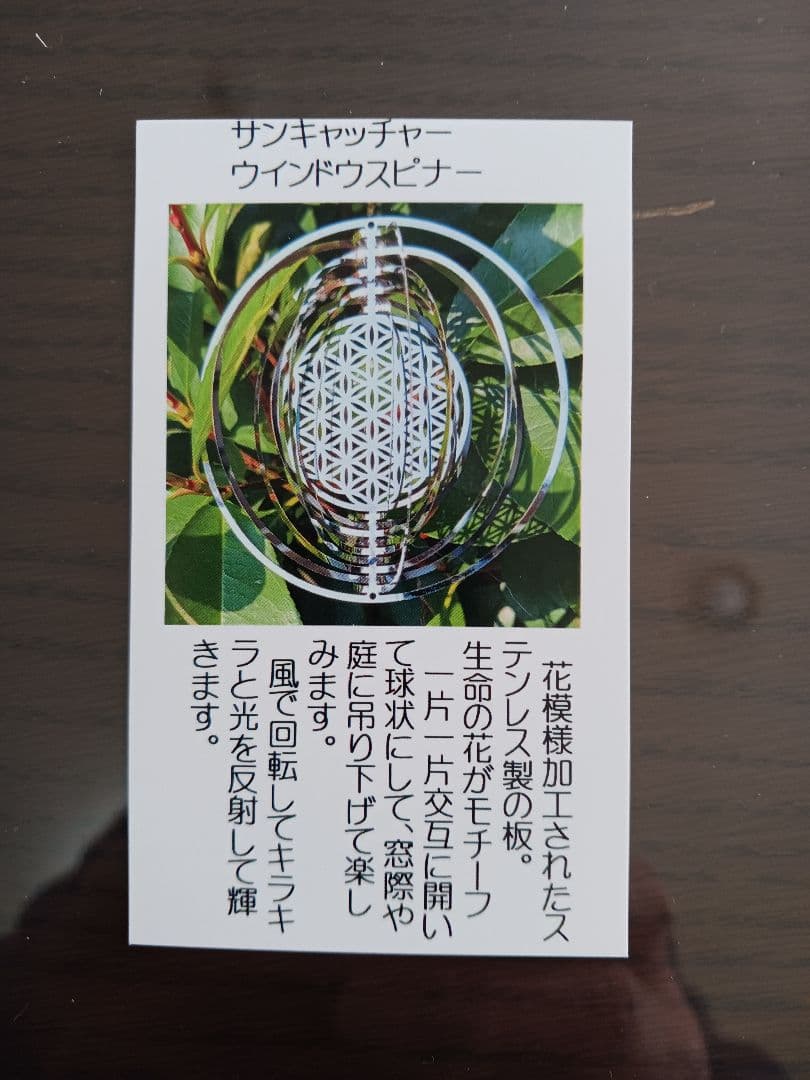 サンキャッチャー
ウインドウスピナー
花模様加工されたス
テンレス製の板。
生命の花がモチーフ
一片一片交互に開い
て球状にして、窓際や
庭に吊り下げて楽し
みます。
風で回転してキラキ
ラと光を反射して輝
きます。